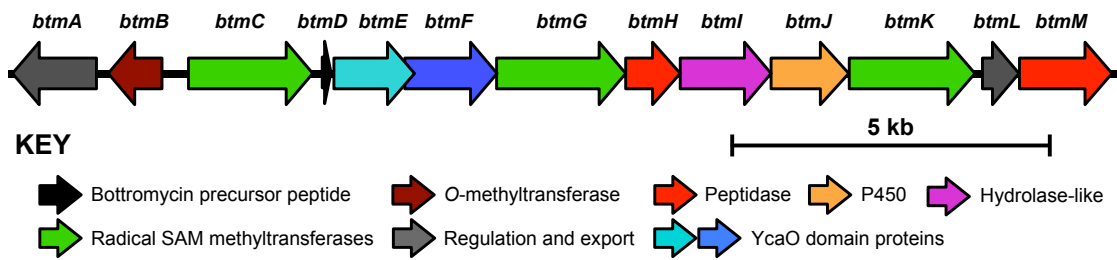 btmA btmB btmC btmD btmE btmF btmG btmH btmI btmJ btmK btmL btmM
5 kb
KEY
Bottromycin precursor peptide O-methyltransferase Peptidase P450 Hydrolase-like
Radical SAM methyltransferases Regulation and export YcaO domain proteins